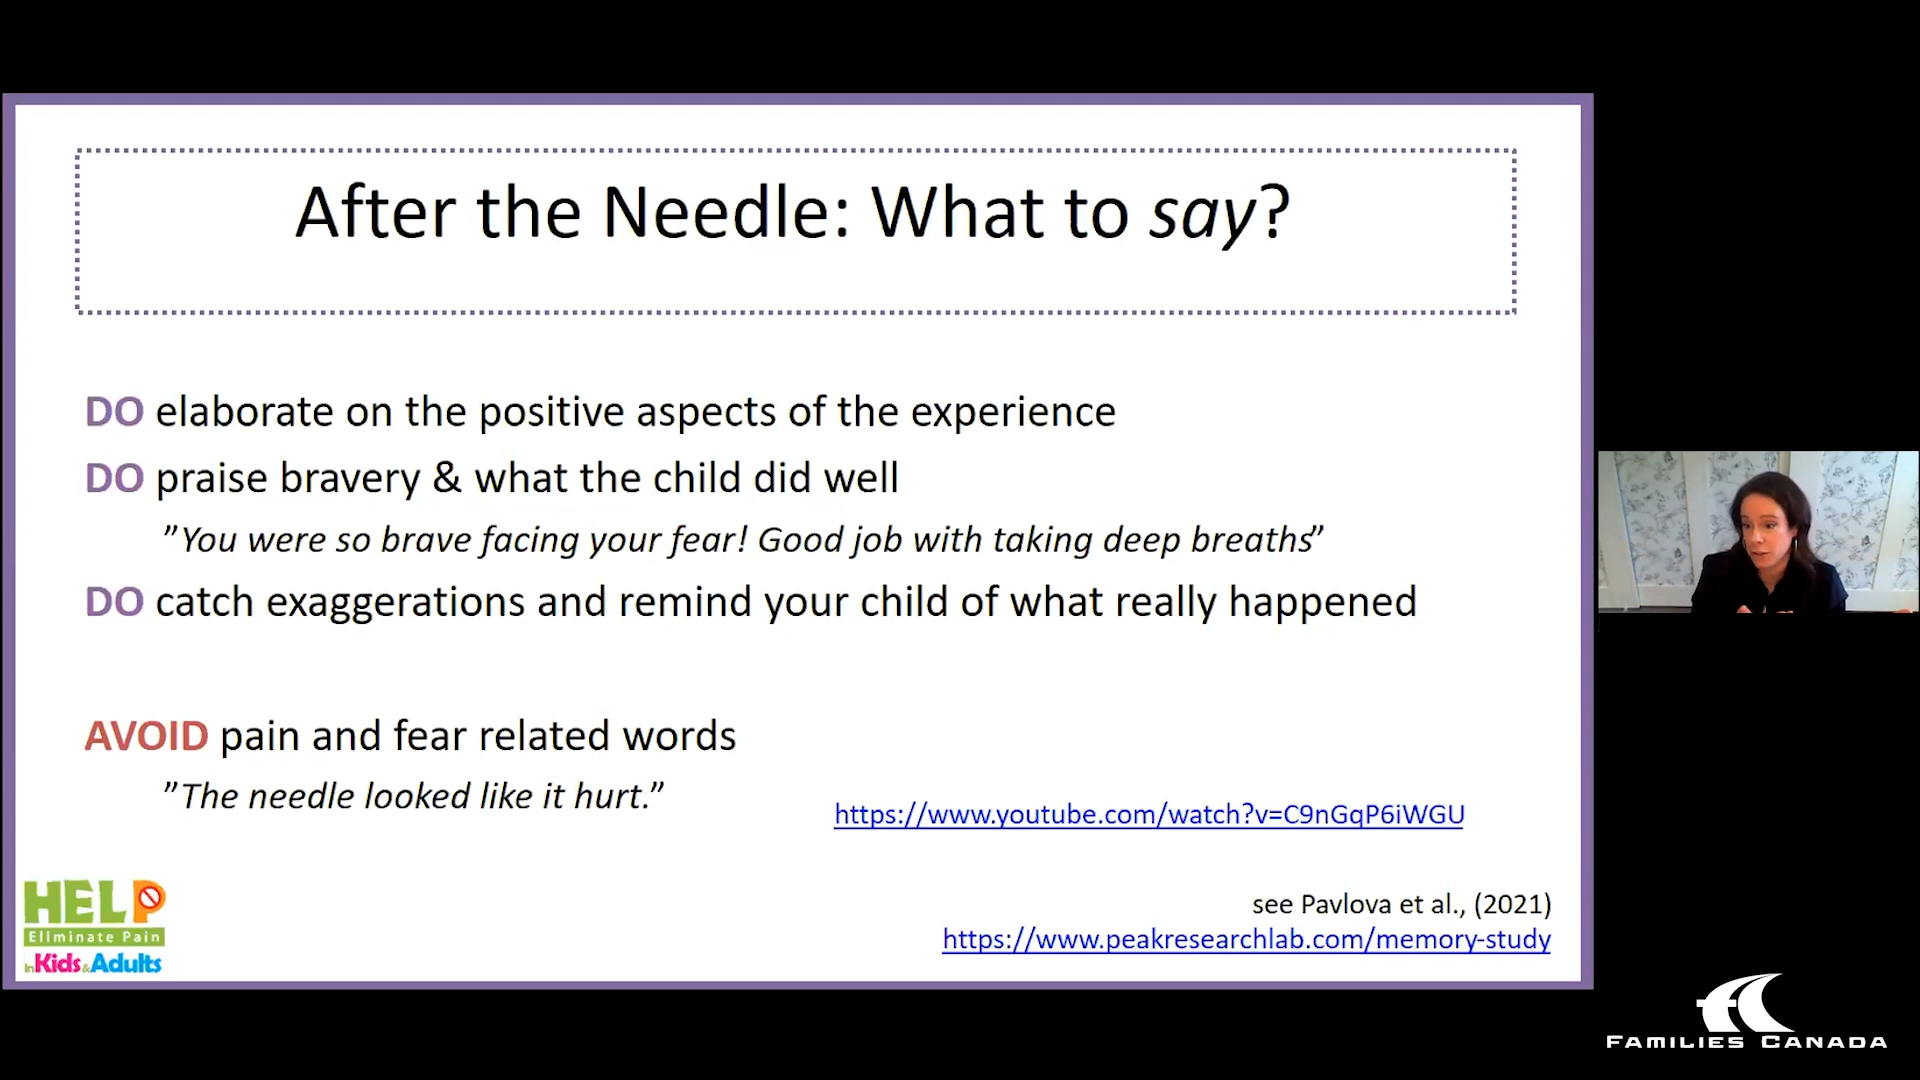 After the Needle: What to say?
DO elaborate on the positive aspects of the experience
DO praise bravery & what the child did well
”You were so brave facing your fear! Good job with taking deep breaths”
DO catch exaggerations and remind your child of what really happened
AVOID pain and fear related words
”The needle looked like it hurt.”
https://www.youtube.com/watch?v=C9nGqP6iWGU
see Pavlova et al., (2021)
https://www.peakresearchlab.com/memory-study
HELP
Eliminate Pain
in Kids & Adults
fc
FAMILIES CANADA